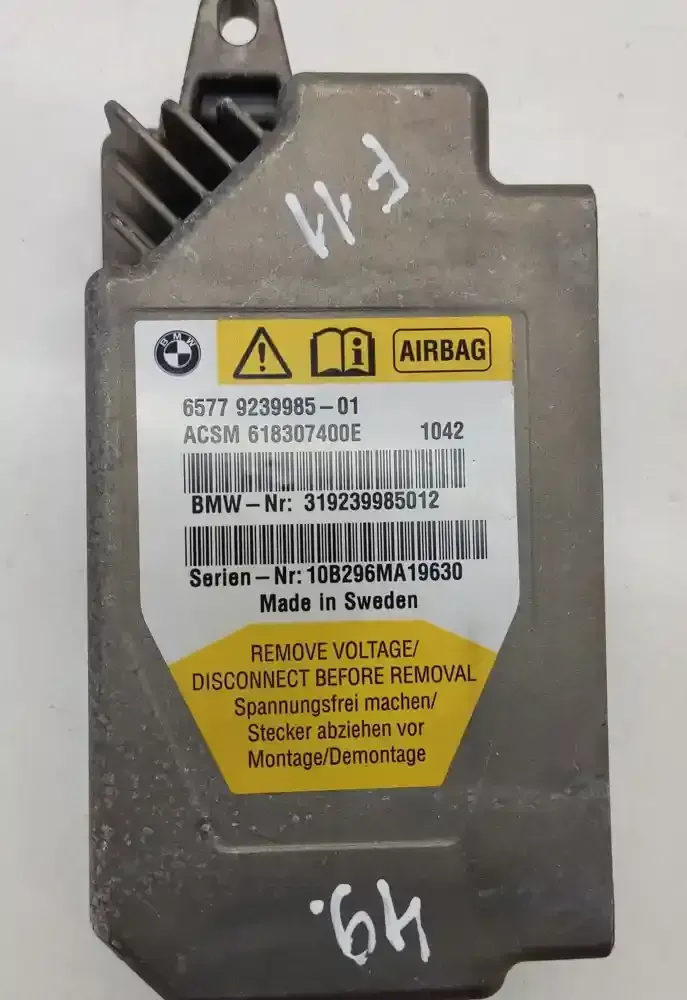 F 11
BMW
AIRBAG
6577 9239985-01
ACSM 618307400E 1042
BMW-Nr: 319239985012
Serien-Nr: 10B296MA19630
Made in Sweden
REMOVE VOLTAGE/
DISCONNECT BEFORE REMOVAL
Spannungsfrei machen/
Stecker abziehen vor
Montage/Demontage